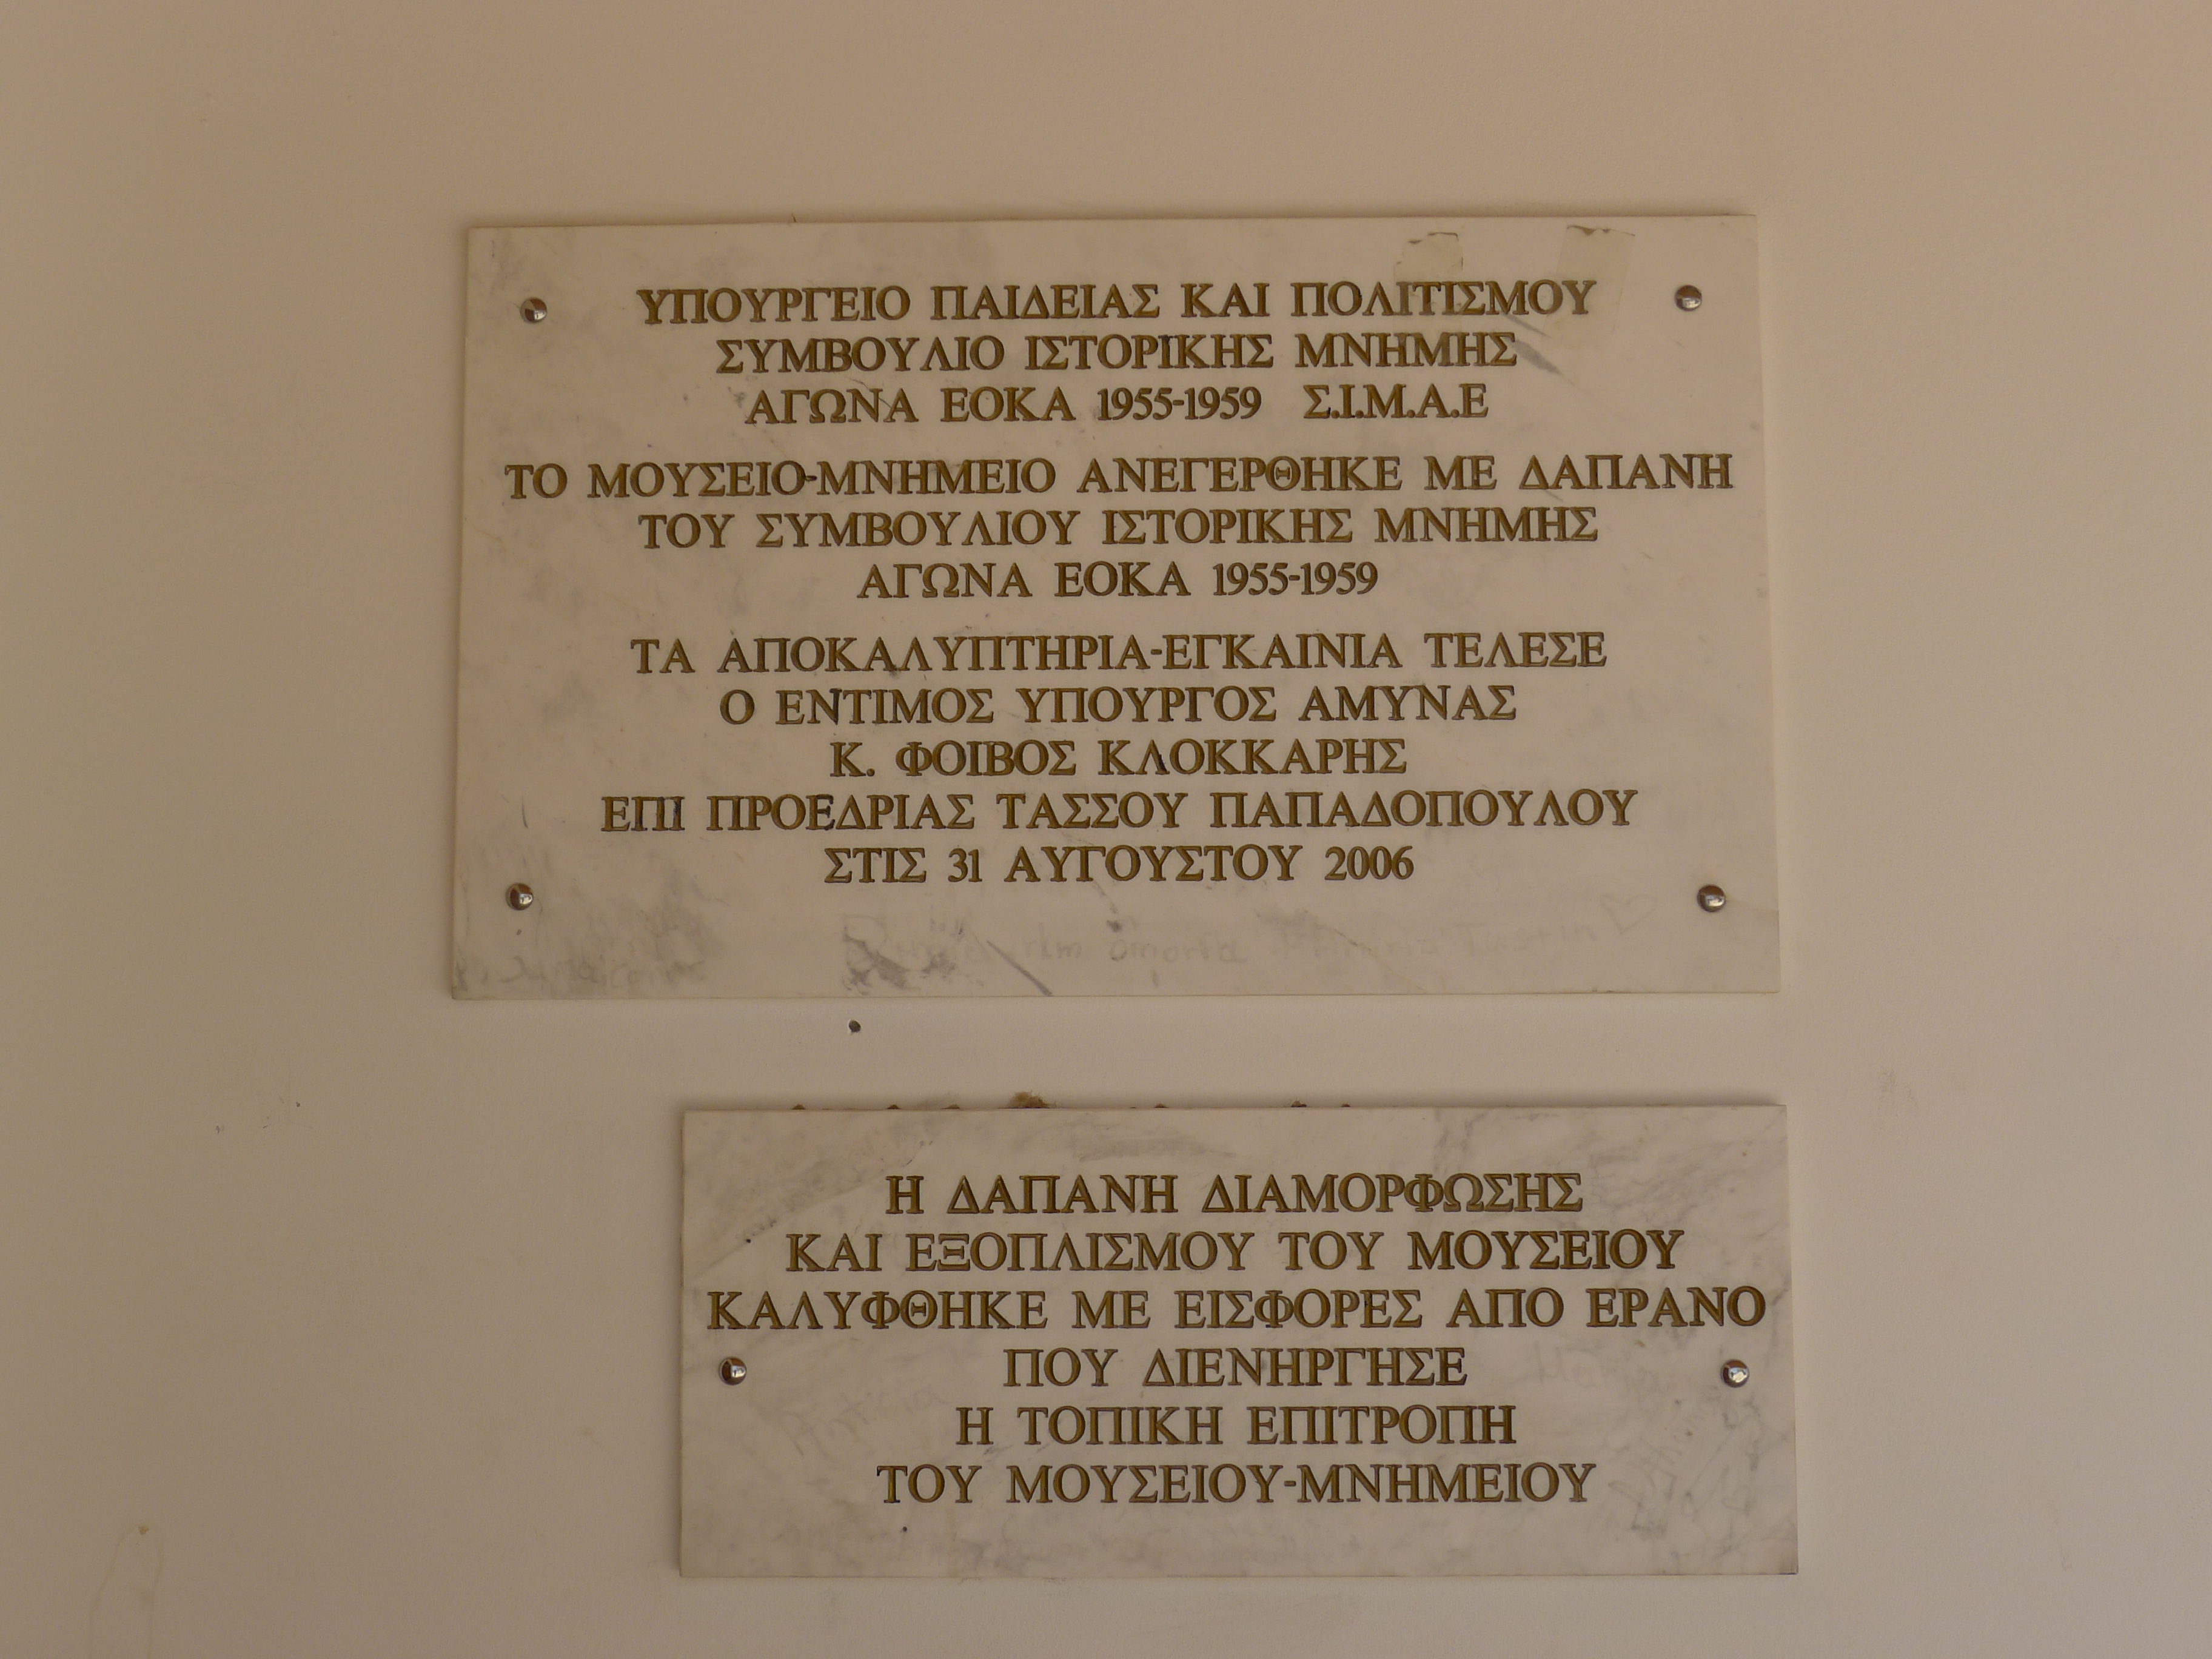 ΥΠΟΥΡΓΕΙΟ ΠΑΙΔΕΙΑΣ ΚΑΙ ΠΟΛΙΤΙΣΜΟΥ
ΣΥΜΒΟΥΛΙΟ ΙΣΤΟΡΙΚΗΣ ΜΝΗΜΗΣ
ΑΓΩΝΑ ΕΟΚΑ 1955-1959 Σ.Ι.Μ.Α.Ε
ΤΟ ΜΟΥΣΕΙΟ-ΜΝΗΜΕΙΟ ΑΝΕΓΕΡΘΗΚΕ ΜΕ ΔΑΠΑΝΗ
ΤΟΥ ΣΥΜΒΟΥΛΙΟΥ ΙΣΤΟΡΙΚΗΣ ΜΝΗΜΗΣ
ΑΓΩΝΑ ΕΟΚΑ 1955-1959
ΤΑ ΑΠΟΚΑΛΥΠΤΗΡΙΑ-ΕΓΚΑΙΝΙΑ ΤΕΛΕΣΕ
Ο ΕΝΤΙΜΟΣ ΥΠΟΥΡΓΟΣ ΑΜΥΝΑΣ
Κ. ΦΟΙΒΟΣ ΚΛΟΚΚΑΡΗΣ
ΕΠΙ ΠΡΟΕΔΡΙΑΣ ΤΑΣΣΟΥ ΠΑΠΑΔΟΠΟΥΛΟΥ
ΣΤΙΣ 31 ΑΥΓΟΥΣΤΟΥ 2006
Η ΔΑΠΑΝΗ ΔΙΑΜΟΡΦΩΣΗΣ
ΚΑΙ ΕΞΟΠΛΙΣΜΟΥ ΤΟΥ ΜΟΥΣΕΙΟΥ
ΚΑΛΥΦΘΗΚΕ ΜΕ ΕΙΣΦΟΡΕΣ ΑΠΟ ΕΡΑΝΟ
ΠΟΥ ΔΙΕΝΗΡΓΗΣΕ
Η ΤΟΠΙΚΗ ΕΠΙΤΡΟΠΗ
ΤΟΥ ΜΟΥΣΕΙΟΥ-ΜΝΗΜΕΙΟΥ